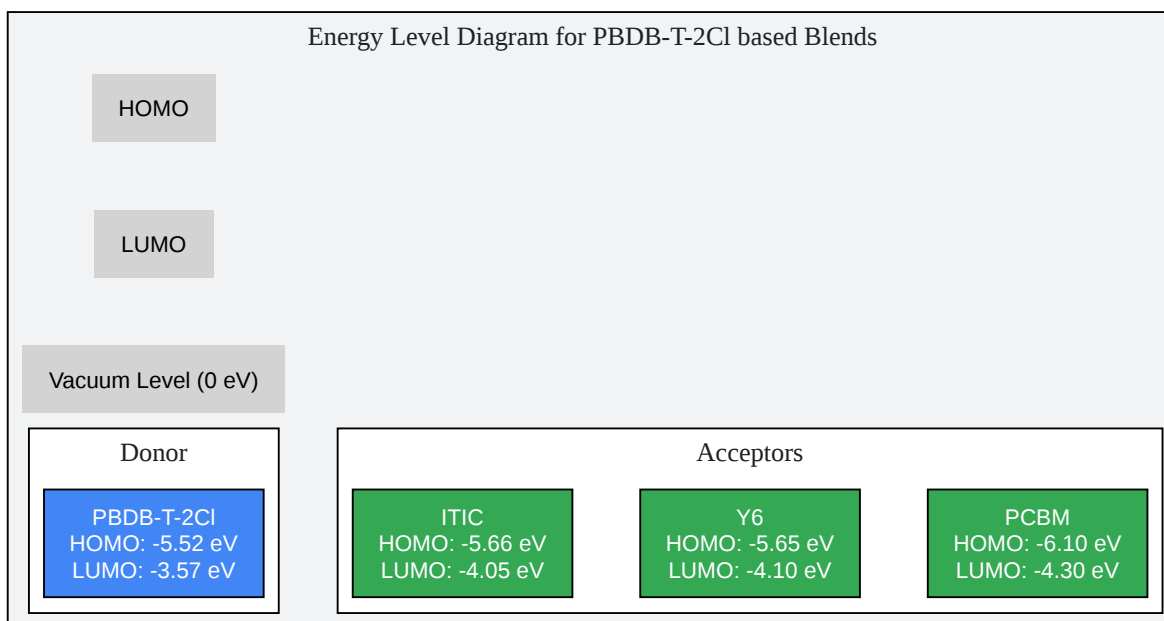 Energy Level Diagram for PBDB-T-2Cl based Blends
HOMO
LUMO
Vacuum Level (0 eV)
Donor
PBDB-T-2Cl
HOMO: -5.52 eV
LUMO: -3.57 eV
Acceptors
ITIC
HOMO: -5.66 eV
LUMO: -4.05 eV
Y6
HOMO: -5.65 eV
LUMO: -4.10 eV
PCBM
HOMO: -6.10 eV
LUMO: -4.30 eV